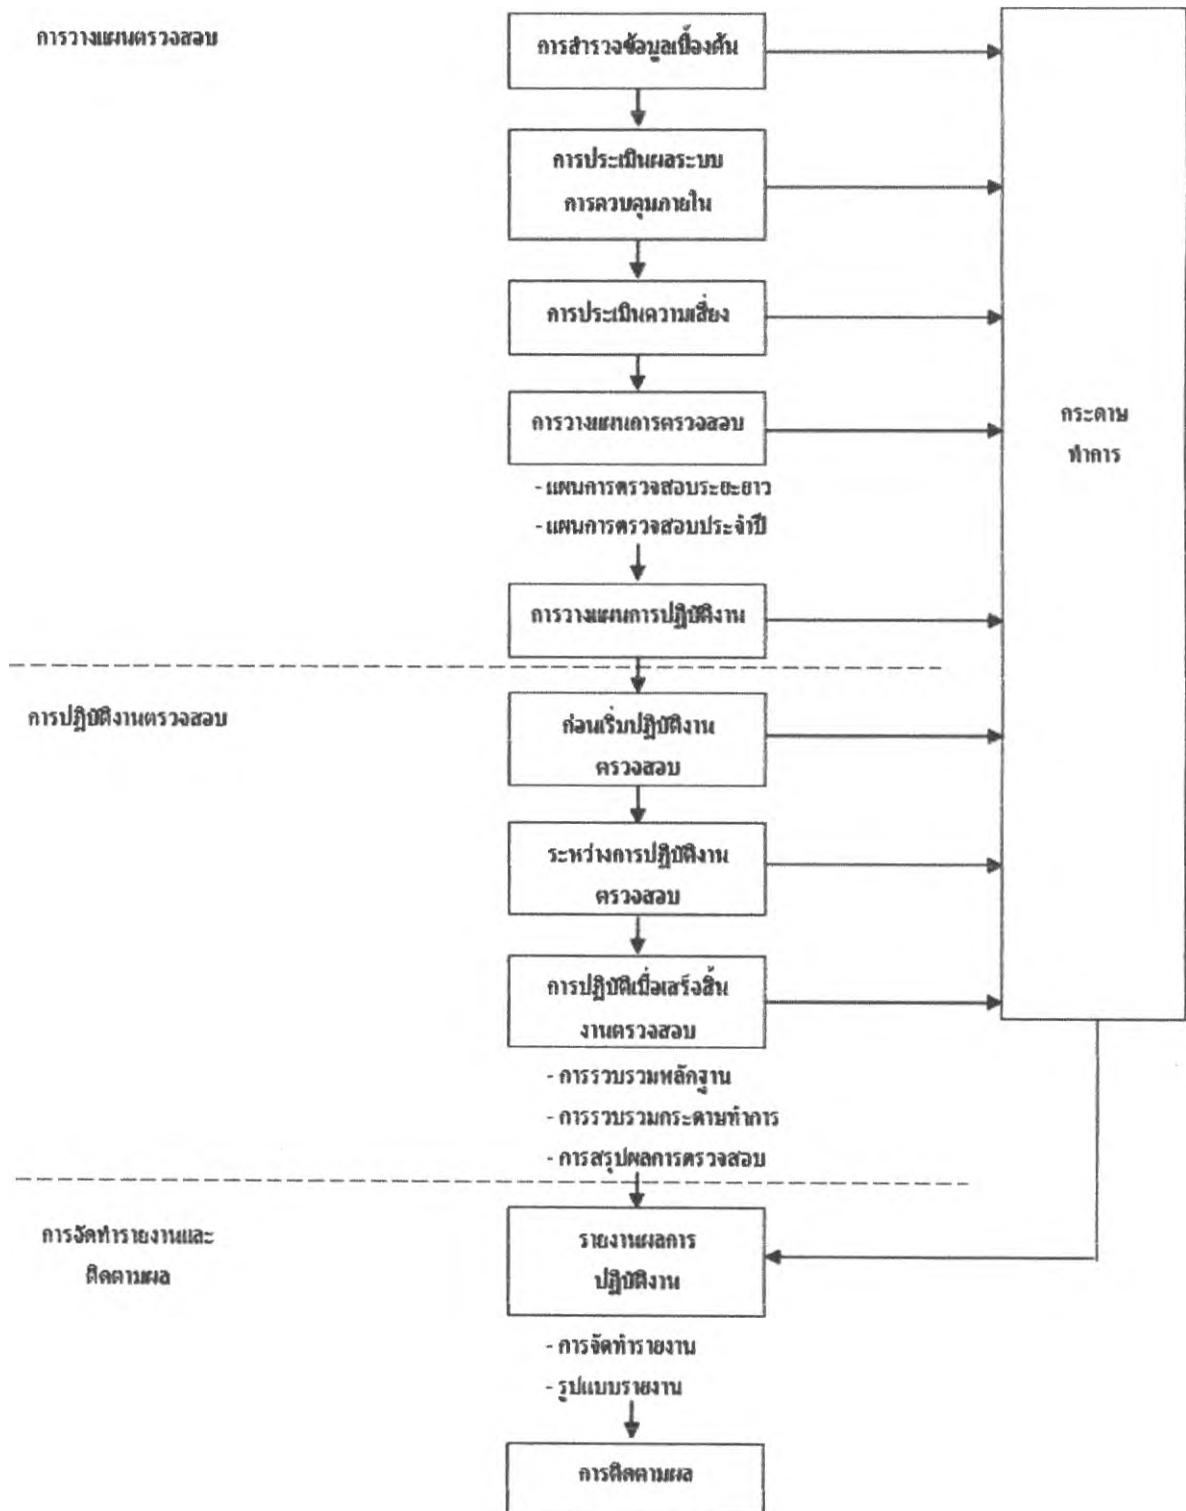 การวางแผนตรวจสอบ
การสำรวจข้อมูลเบื้องต้น
การประเมินผลระบบ
การควบคุมภายใน
การประเมินความเสี่ยง
การวางแผนการตรวจสอบ
- แผนการตรวจสอบระยะยาว
- แผนการตรวจสอบประจำปี
กระดาษ
ทำการ
การวางแผนการปฏิบัติงาน
การปฏิบัติงานตรวจสอบ
ก่อนเริ่มปฏิบัติงาน
ตรวจสอบ
ระหว่างการปฏิบัติงาน
ตรวจสอบ
การปฏิบัติเมื่อเสร็จสิ้น
งานตรวจสอบ
- การรวบรวมหลักฐาน
- การรวบรวมกระดาษทำการ
- การสรุปผลการตรวจสอบ
การจัดทำรายงานและ
ติดตามผล
รายงานผลการ
ปฏิบัติงาน
- การจัดทำรายงาน
- รูปแบบรายงาน
การติดตามผล